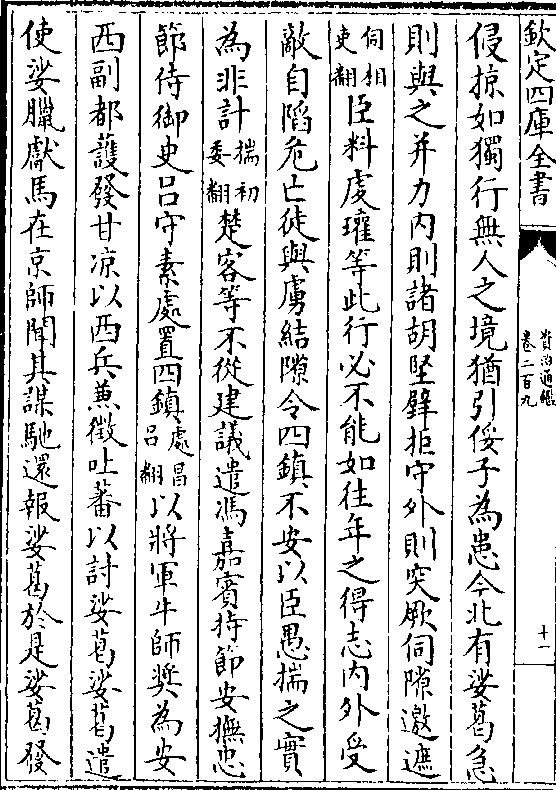 欽定四庫全書
資治通鑑
卷二百九
十一
侵掠如獨行無人之境猶引俀子為患今北有娑葛急
則與之并力内則諸胡堅壁拒守外則突厥伺隙邀遮
伺相
吏翻
臣料虔瓘等此行必不能如往年之得志内外受
敵自陷危亡徒與虜結隙令四鎮不安以臣愚揣之實
為非計
揣初
委翻
楚客等不從建議遣馮嘉賓持節安撫忠
節侍御史吕守素處置四鎮
處昌
吕翻
以將軍牛師奬為安
西副都䕶發甘凉以西兵兼徵吐蕃以討娑葛娑葛遣
使娑臘獻馬在京師聞其謀馳還報娑葛於是娑葛發